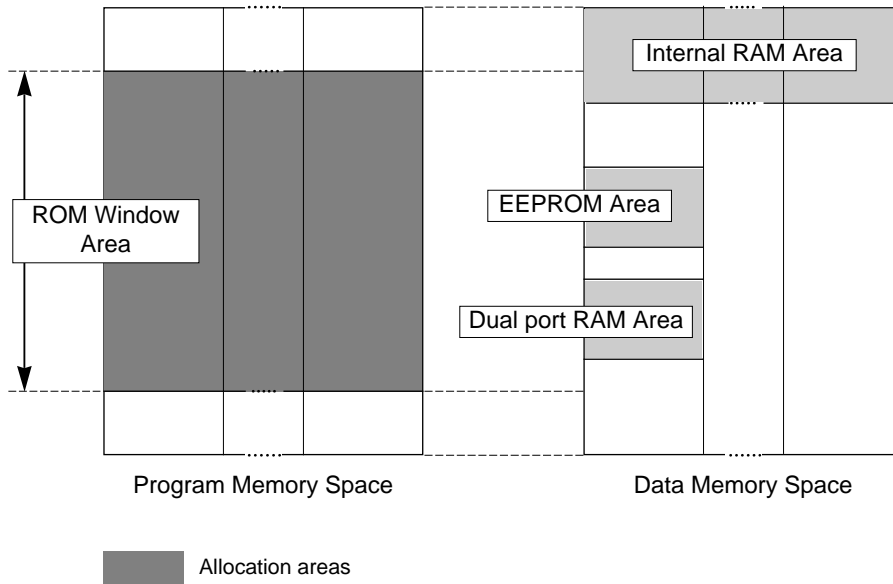 Internal RAM Area
EEPROM Area
ROM Window
Area
Dual port RAM Area
Program Memory Space
Data Memory Space
Allocation areas